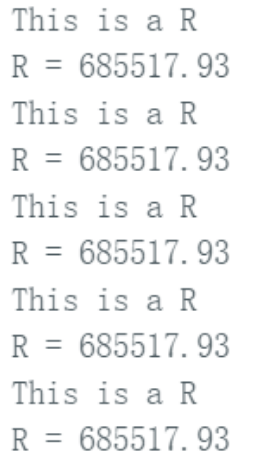 This is a R
R = 685517.93
This is a R
R = 685517.93
This is a R
R = 685517.93
This is a R
R = 685517.93
This is a R
R = 685517.93